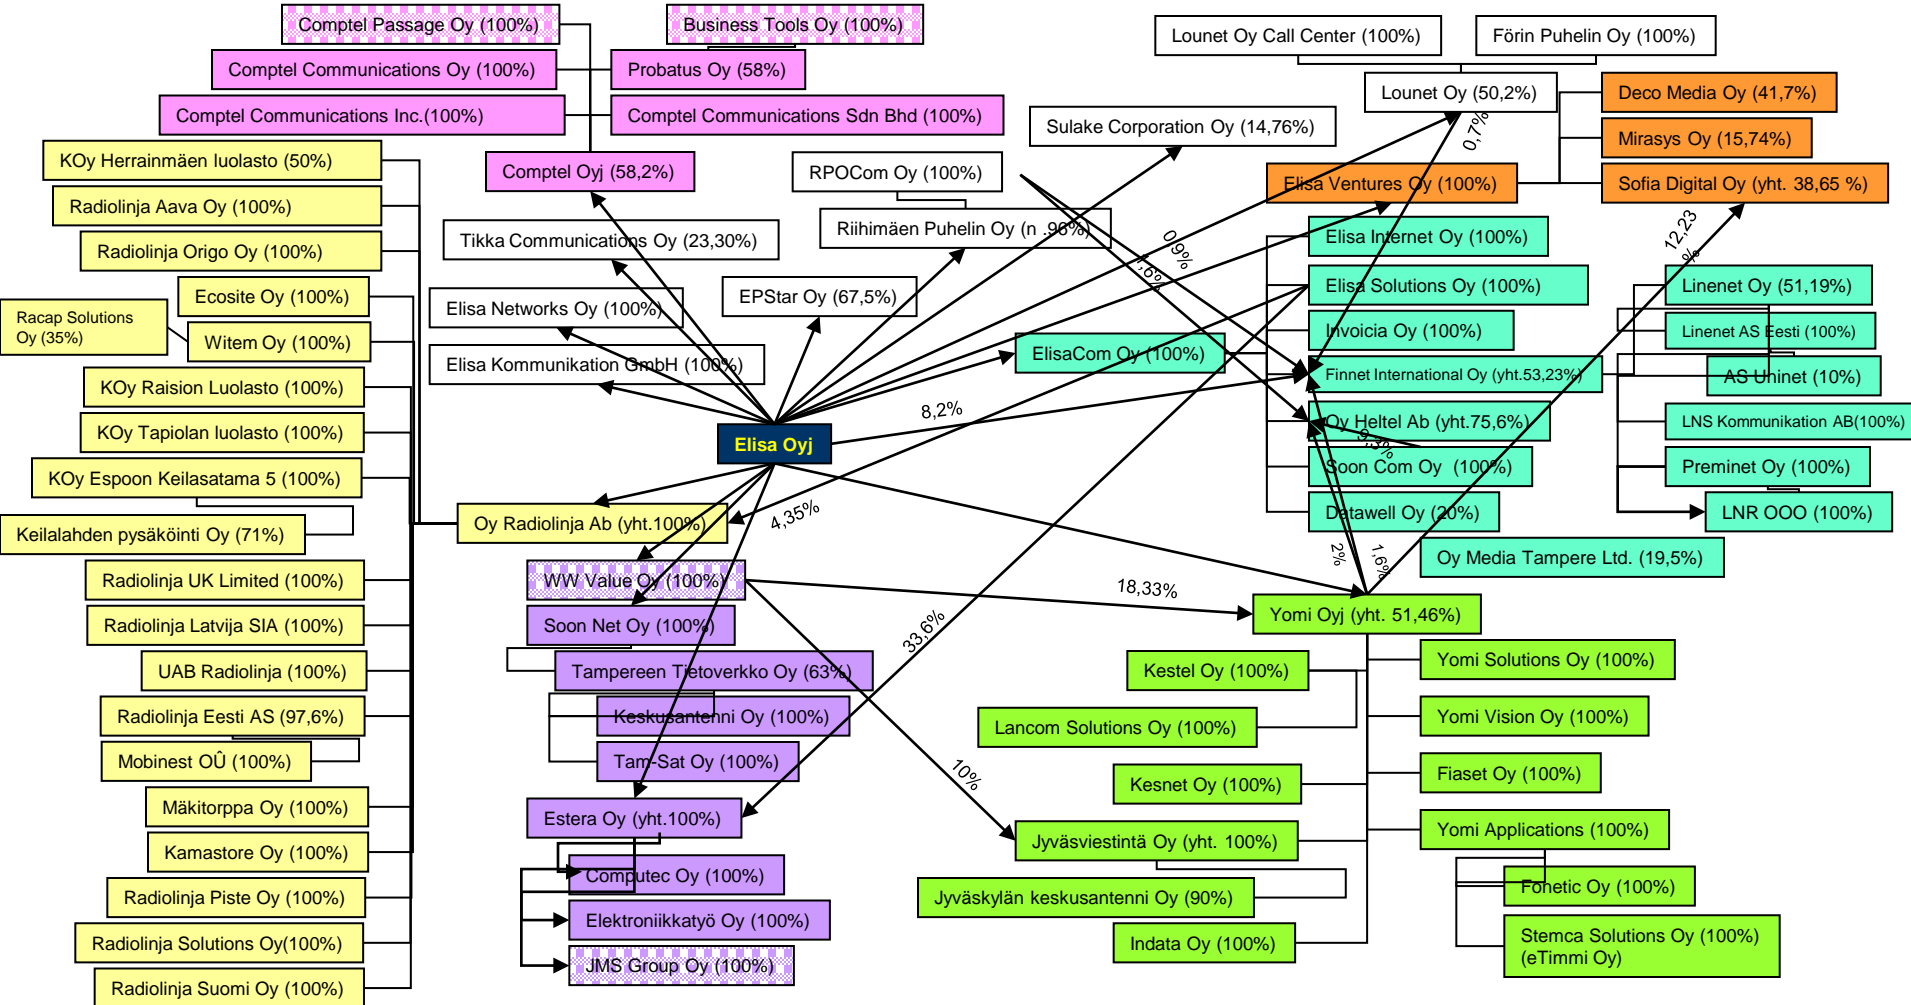 Comptel Passage Oy (100%)
Business Tools Oy (100%)
Lounet Oy Call Center (100%)
Förin Puhelin Oy (100%)
Comptel Communications Oy (100%)
Probatus Oy (58%)
Lounet Oy (50,2%)
Deco Media Oy (41,7%)
Comptel Communications Inc.(100%)
Comptel Communications Sdn Bhd (100%)
Sulake Corporation Oy (14,76%)
0,7%
Mirasys Oy (15,74%)
KOy Herrainmäen luolasto (50%)
Comptel Oyj (58,2%)
RPOCom Oy (100%)
Elisa Ventures Oy (100%)
Sofia Digital Oy (yht. 38,65 %)
Radiolinja Aava Oy (100%)
Tikka Communications Oy (23,30%)
Riihimäen Puhelin Oy (n .96%)
Elisa Internet Oy (100%)
12,23
%
Radiolinja Origo Oy (100%)
0,9%
1,6%
Ecosite Oy (100%)
Elisa Networks Oy (100%)
EPStar Oy (67,5%)
Elisa Solutions Oy (100%)
Linenet Oy (51,19%)
Racap Solutions
Oy (35%)
Witem Oy (100%)
Invoicia Oy (100%)
Linenet AS Eesti (100%)
Elisa Kommunikation GmbH (100%)
ElisaCom Oy (100%)
Finnet International Oy (yht.53,23%)
AS Uninet (10%)
KOy Raision Luolasto (100%)
8,2%
Oy Heltel Ab (yht.75,6%)
LNS Kommunikation AB(100%)
KOy Tapiolan luolasto (100%)
Elisa Oyj
9,3%
Soon Com Oy  (100%)
Preminet Oy (100%)
KOy Espoon Keilasatama 5 (100%)
Oy Radiolinja Ab (yht.100%)
4,35%
Datawell Oy (20%)
LNR OOO (100%)
Keilalahden pysäköinti Oy (71%)
2%
1,6%
Oy Media Tampere Ltd. (19,5%)
Radiolinja UK Limited (100%)
WW Value Oy (100%)
18,33%
Yomi Oyj (yht. 51,46%)
Radiolinja Latvija SIA (100%)
Soon Net Oy (100%)
33,6%
UAB Radiolinja (100%)
Tampereen Tietoverkko Oy (63%)
Kestel Oy (100%)
Yomi Solutions Oy (100%)
Radiolinja Eesti AS (97,6%)
Keskusantenni Oy (100%)
Lancom Solutions Oy (100%)
Yomi Vision Oy (100%)
Mobinest OÛ (100%)
Tam-Sat Oy (100%)
10%
Kesnet Oy (100%)
Fiaset Oy (100%)
Mäkitorppa Oy (100%)
Estera Oy (yht.100%)
Jyväsviestintä Oy (yht. 100%)
Yomi Applications (100%)
Kamastore Oy (100%)
Computec Oy (100%)
Jyväskylän keskusantenni Oy (90%)
Fonetic Oy (100%)
Radiolinja Piste Oy (100%)
Elektroniikkatyö Oy (100%)
Indata Oy (100%)
Stemca Solutions Oy (100%)
(eTimmi Oy)
Radiolinja Solutions Oy(100%)
JMS Group Oy (100%)
Radiolinja Suomi Oy (100%)